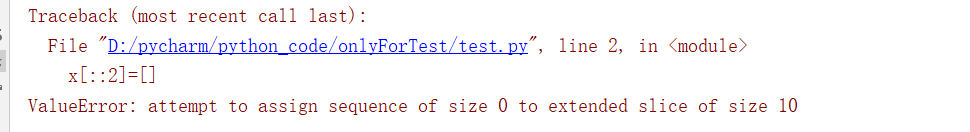 Traceback (most recent call last):
  File "D:/pycharm/python_code/onlyForTest/test.py", line 2, in <module>
    x[::2]=[]
ValueError: attempt to assign sequence of size 0 to extended slice of size 10